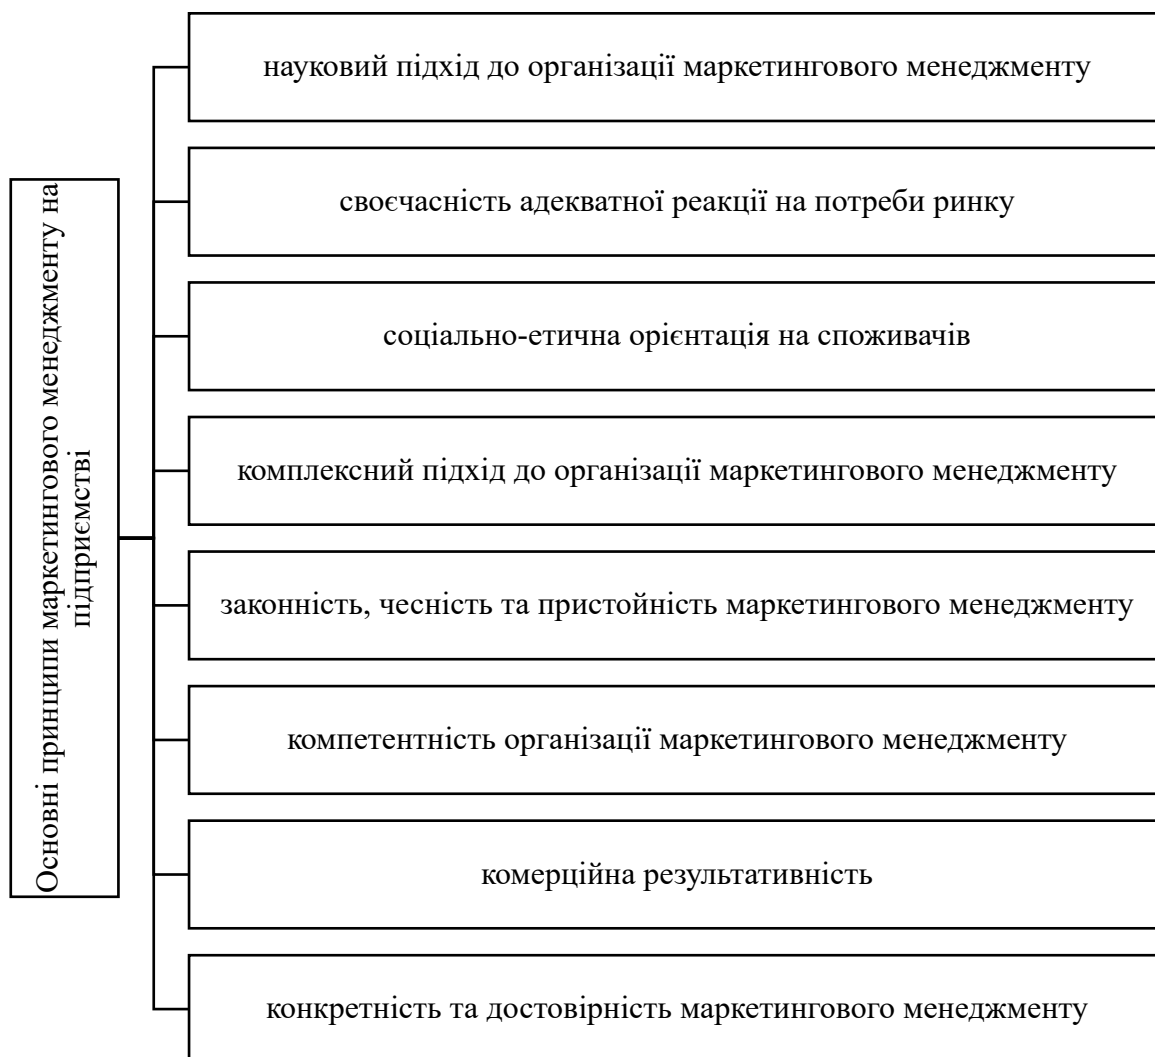 Основні принципи маркетингового менеджменту на
підприємстві
науковий підхід до організації маркетингового менеджменту
своєчасність адекватної реакції на потреби ринку
соціально-етична орієнтація на споживачів
комплексний підхід до організації маркетингового менеджменту
законність, чесність та пристойність маркетингового менеджменту
компетентність організації маркетингового менеджменту
комерційна результативність
конкретність та достовірність маркетингового менеджменту